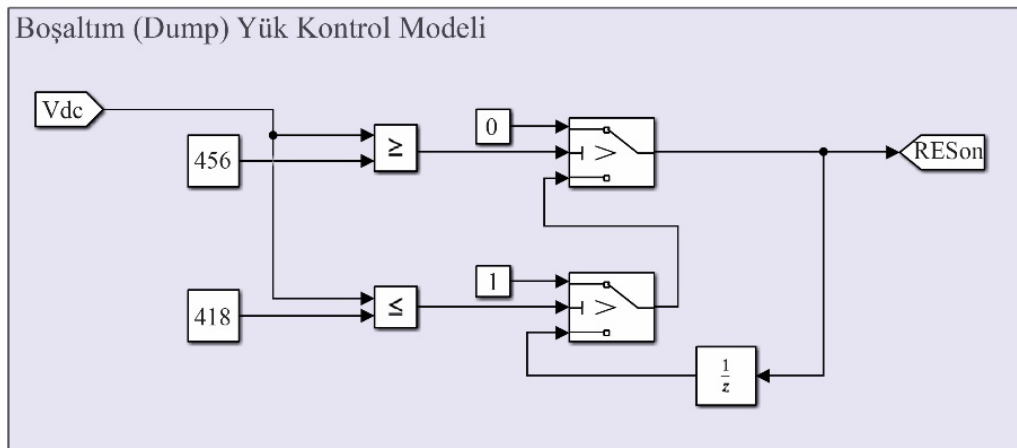 Boşaltım (Dump) Yük Kontrol Modeli
Vdc
456
≥
0
>
RESon
418
≤
1
>
1
z